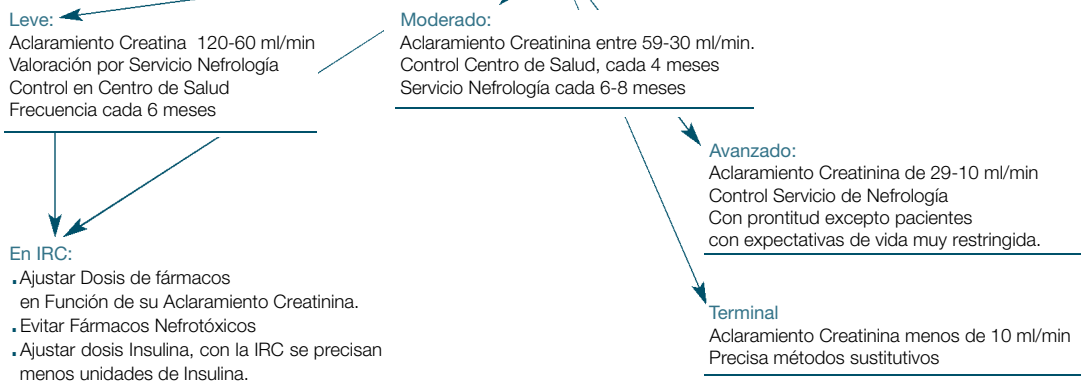 Leve:
Aclaramiento Creatina 120-60 ml/min
Valoración por Servicio Nefrología
Control en Centro de Salud
Frecuencia cada 6 meses
Moderado:
Aclaramiento Creatinina entre 59-30 ml/min.
Control Centro de Salud, cada 4 meses
Servicio Nefrología cada 6-8 meses
Avanzado:
Aclaramiento Creatinina de 29-10 ml/min
Control Servicio de Nefrología
Con prontitud excepto pacientes
con expectativas de vida muy restringida.
En IRC:
. Ajustar Dosis de fármacos
en Función de su Aclaramiento Creatinina.
. Evitar Fármacos Nefrotóxicos
. Ajustar dosis Insulina, con la IRC se precisan
menos unidades de Insulina.
Terminal
Aclaramiento Creatinina menos de 10 ml/min
Precisa métodos sustitutivos